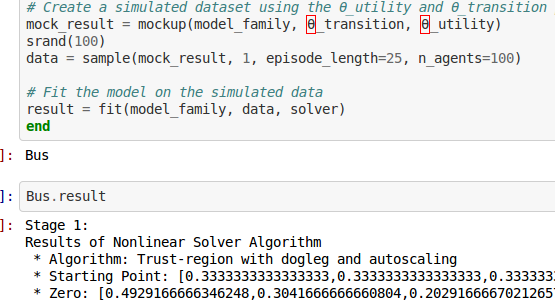 # Create a simulated dataset using the θ_utility and θ_transition
mock_result = mockup(model_family, θ_transition, θ_utility)
srand(100)
data = sample(mock_result, 1, episode_length=25, n_agents=100)
# Fit the model on the simulated data
result = fit(model_family, data, solver)
end
]: Bus
]: Bus.result
]: Stage 1:
Results of Nonlinear Solver Algorithm
* Algorithm: Trust-region with dogleg and autoscaling
* Starting Point: [0.3333333333333333,0.3333333333333333,0.3333333
* Zero: [0.4929166666346248,0.3041666666660804,0.2029166667021265